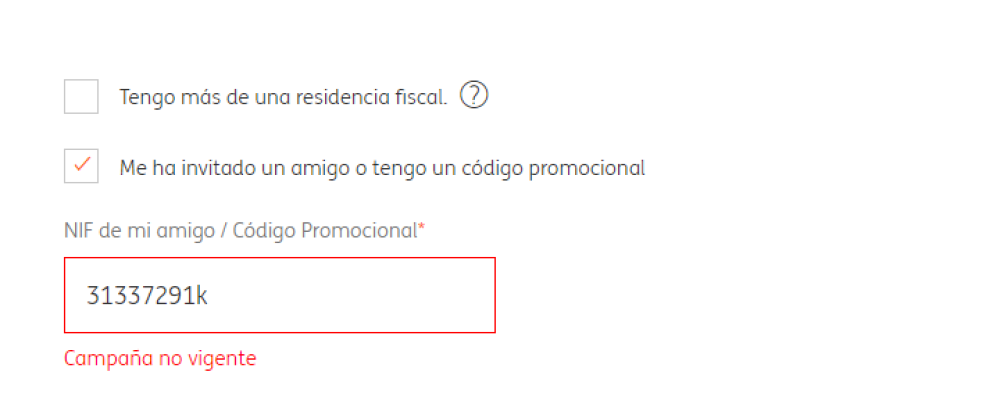 Tengo más de una residencia fiscal. ?
Me ha invitado un amigo o tengo un código promocional
NIF de mi amigo / Código Promocional*
31337291k
Campaña no vigente